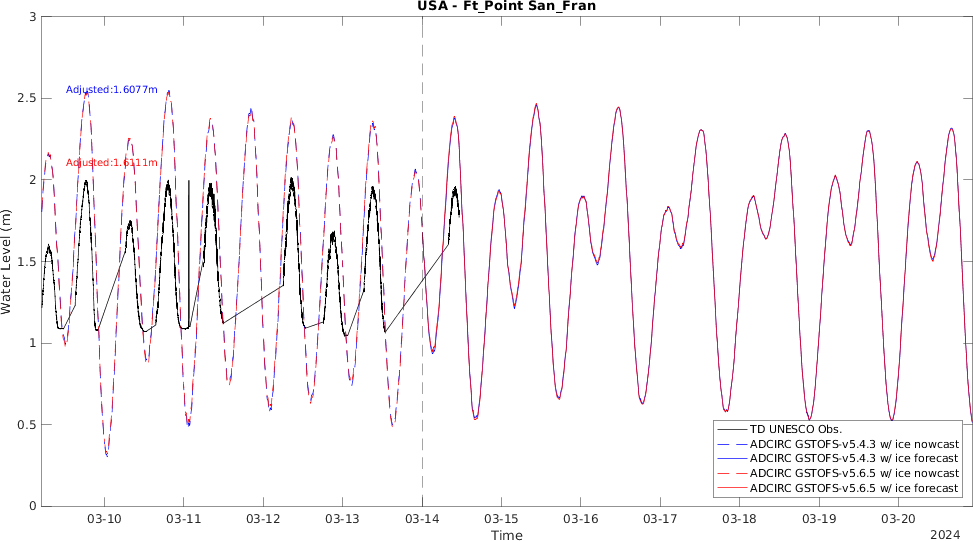 USA - Ft_Point San_Fran
3
2.5
2
1.5
1
0.5
0
Water Level (m)
Adjusted:1.6077m
Adjusted:1.6111m
TD UNESCO Obs.
ADCIRC GSTOFS-v5.4.3 w/ ice nowcast
ADCIRC GSTOFS-v5.4.3 w/ ice forecast
ADCIRC GSTOFS-v5.6.5 w/ ice nowcast
ADCIRC GSTOFS-v5.6.5 w/ ice forecast
03-10 03-11 03-12 03-13 03-14 03-15 03-16 03-17 03-18 03-19 03-20
Time
2024